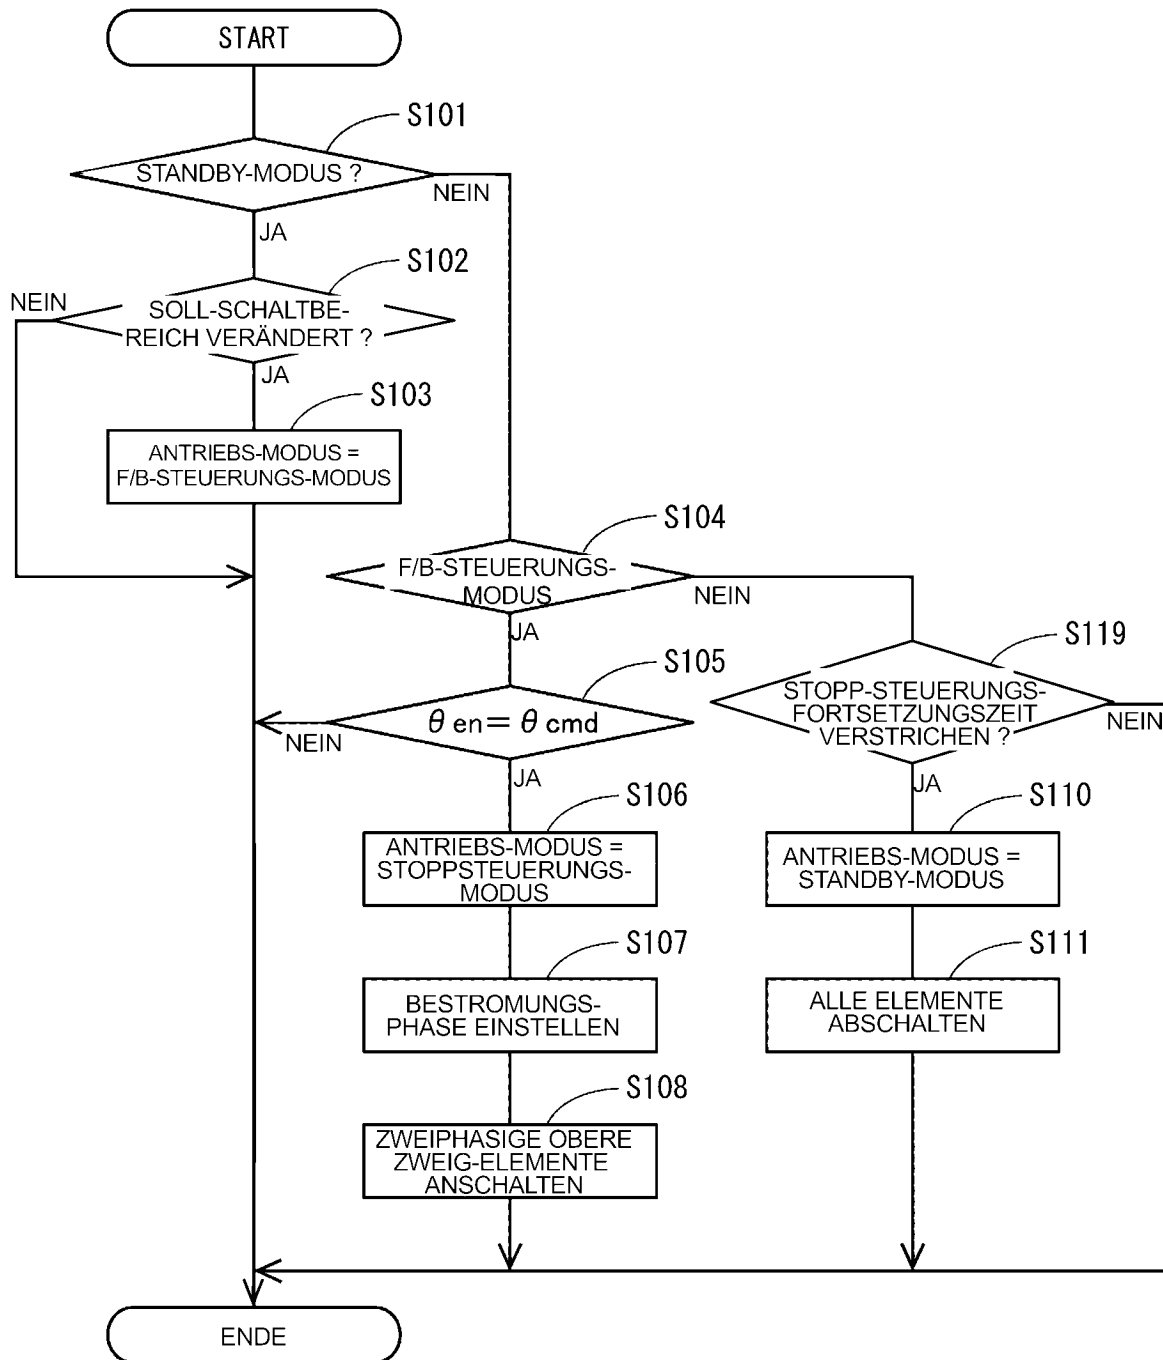 START
S101
STANDBY-MODUS ?
NEIN
JA
S102
NEIN
SOLL-SCHALTBE-
REICH VERÄNDERT ?
JA
S103
ANTRIEBS-MODUS =
F/B-STEUERUNGS-MODUS
S104
F/B-STEUERUNGS-
MODUS
NEIN
JA
S105
θ en= θ cmd
NEIN
JA
S119
STOPP-STEUERUNGS-
FORTSETZUNGSZEIT
VERSTRICHEN ?
NEIN
JA
S106
ANTRIEBS-MODUS =
STOPPSTEUERUNGS-
MODUS
S110
ANTRIEBS-MODUS =
STANDBY-MODUS
S107
BESTROMUNGS-
PHASE EINSTELLEN
S111
ALLE ELEMENTE
ABSCHALTEN
S108
ZWEIPHASIGE OBERE
ZWEIG-ELEMENTE
ANSCHALTEN
ENDE